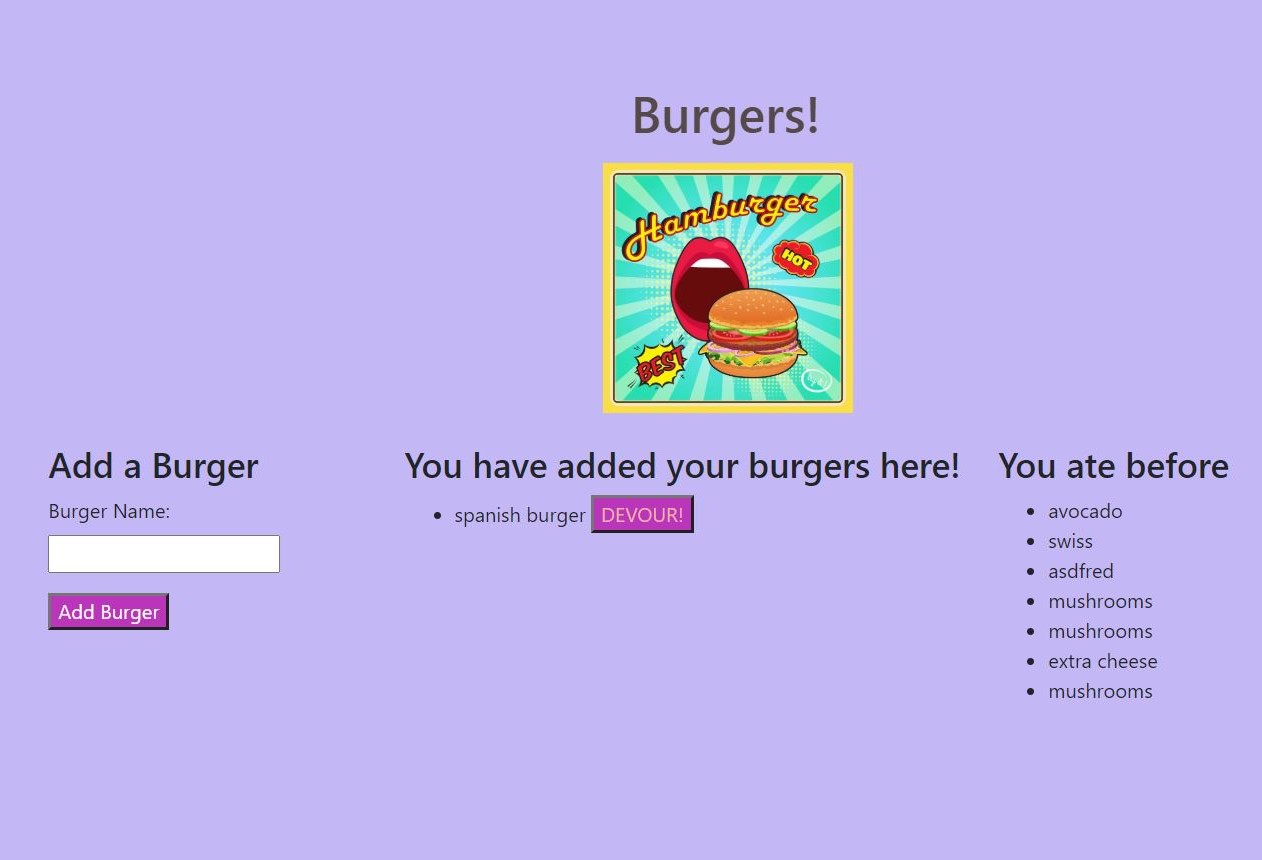 Burgers!
Hamburger
HOT
BEST
Add a Burger
Burger Name:
Add Burger
You have added your burgers here!
spanish burger DEVOUR!
You ate before
avocado
swiss
asdfred
mushrooms
mushrooms
extra cheese
mushrooms